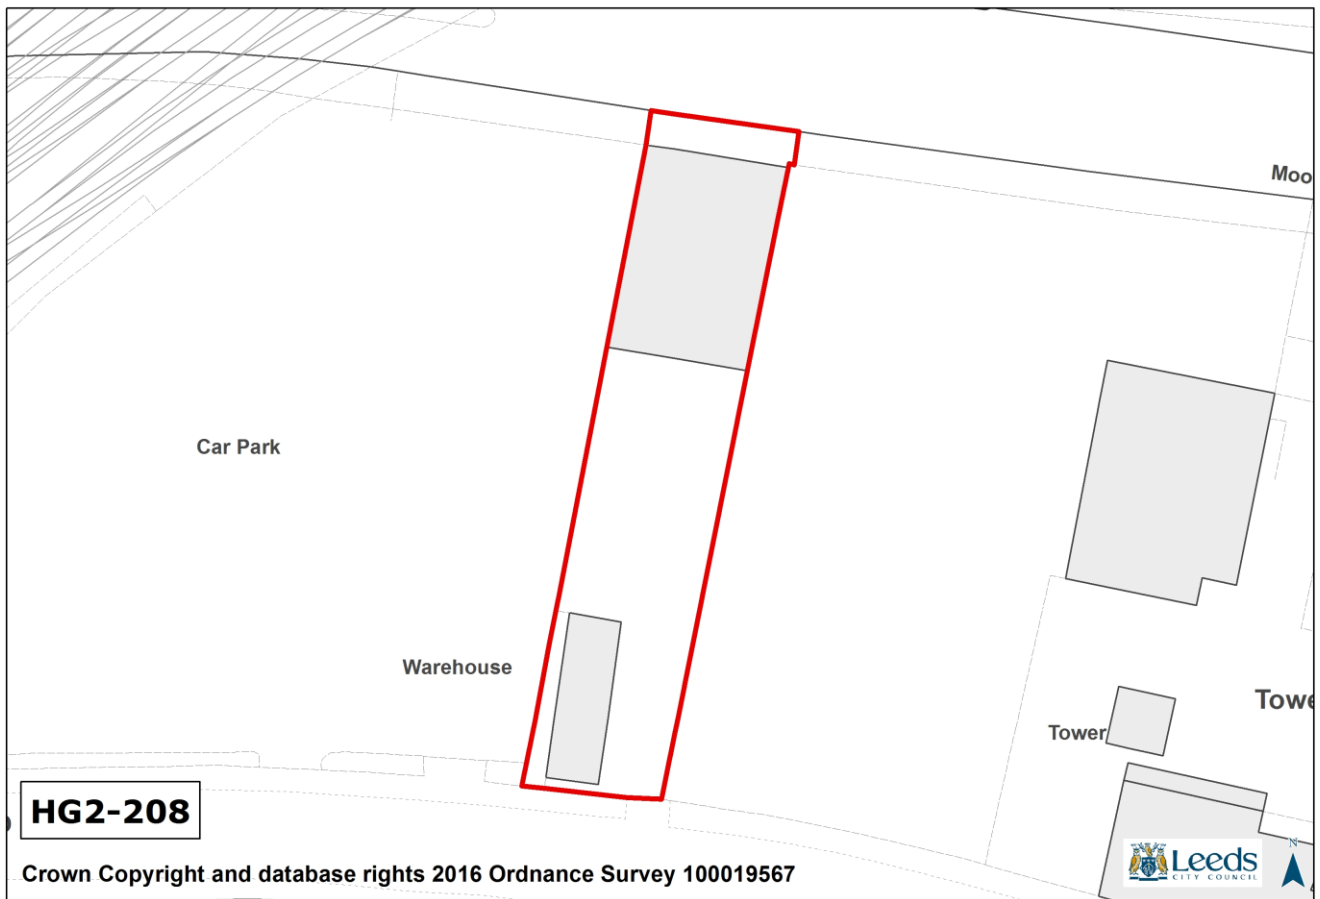 Moo
Car Park
Warehouse
Towe
Tower
HG2-208
Crown Copyright and database rights 2016 Ordnance Survey 100019567
Leeds
CITY COUNCIL
N